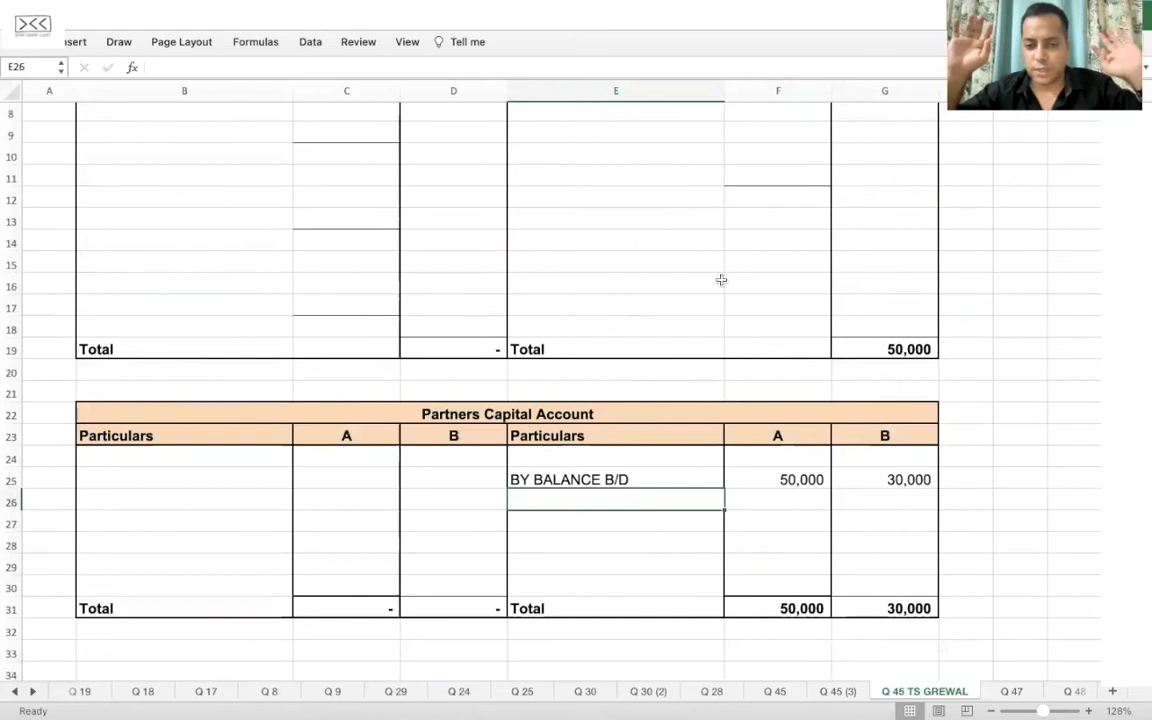 nsert Draw Page Layout Formulas Data Review View Tell me
E26 fx
A B C D E F G
8
9
10
11
12
13
14
15
16
17
18
19 Total - Total 50,000
20
21
22 Partners Capital Account
23 Particulars A B Particulars A B
24
25 BY BALANCE B/D 50,000 30,000
26
27
28
29
30
31 Total - - Total 50,000 30,000
32
33
34
Q 19 Q 18 Q 17 Q 8 Q 9 Q 29 Q 24 Q 25 Q 30 Q 30 (2) Q 28 Q 45 Q 45 (3) Q 45 TS GREWAL Q 47 Q 48 +
Ready 128%